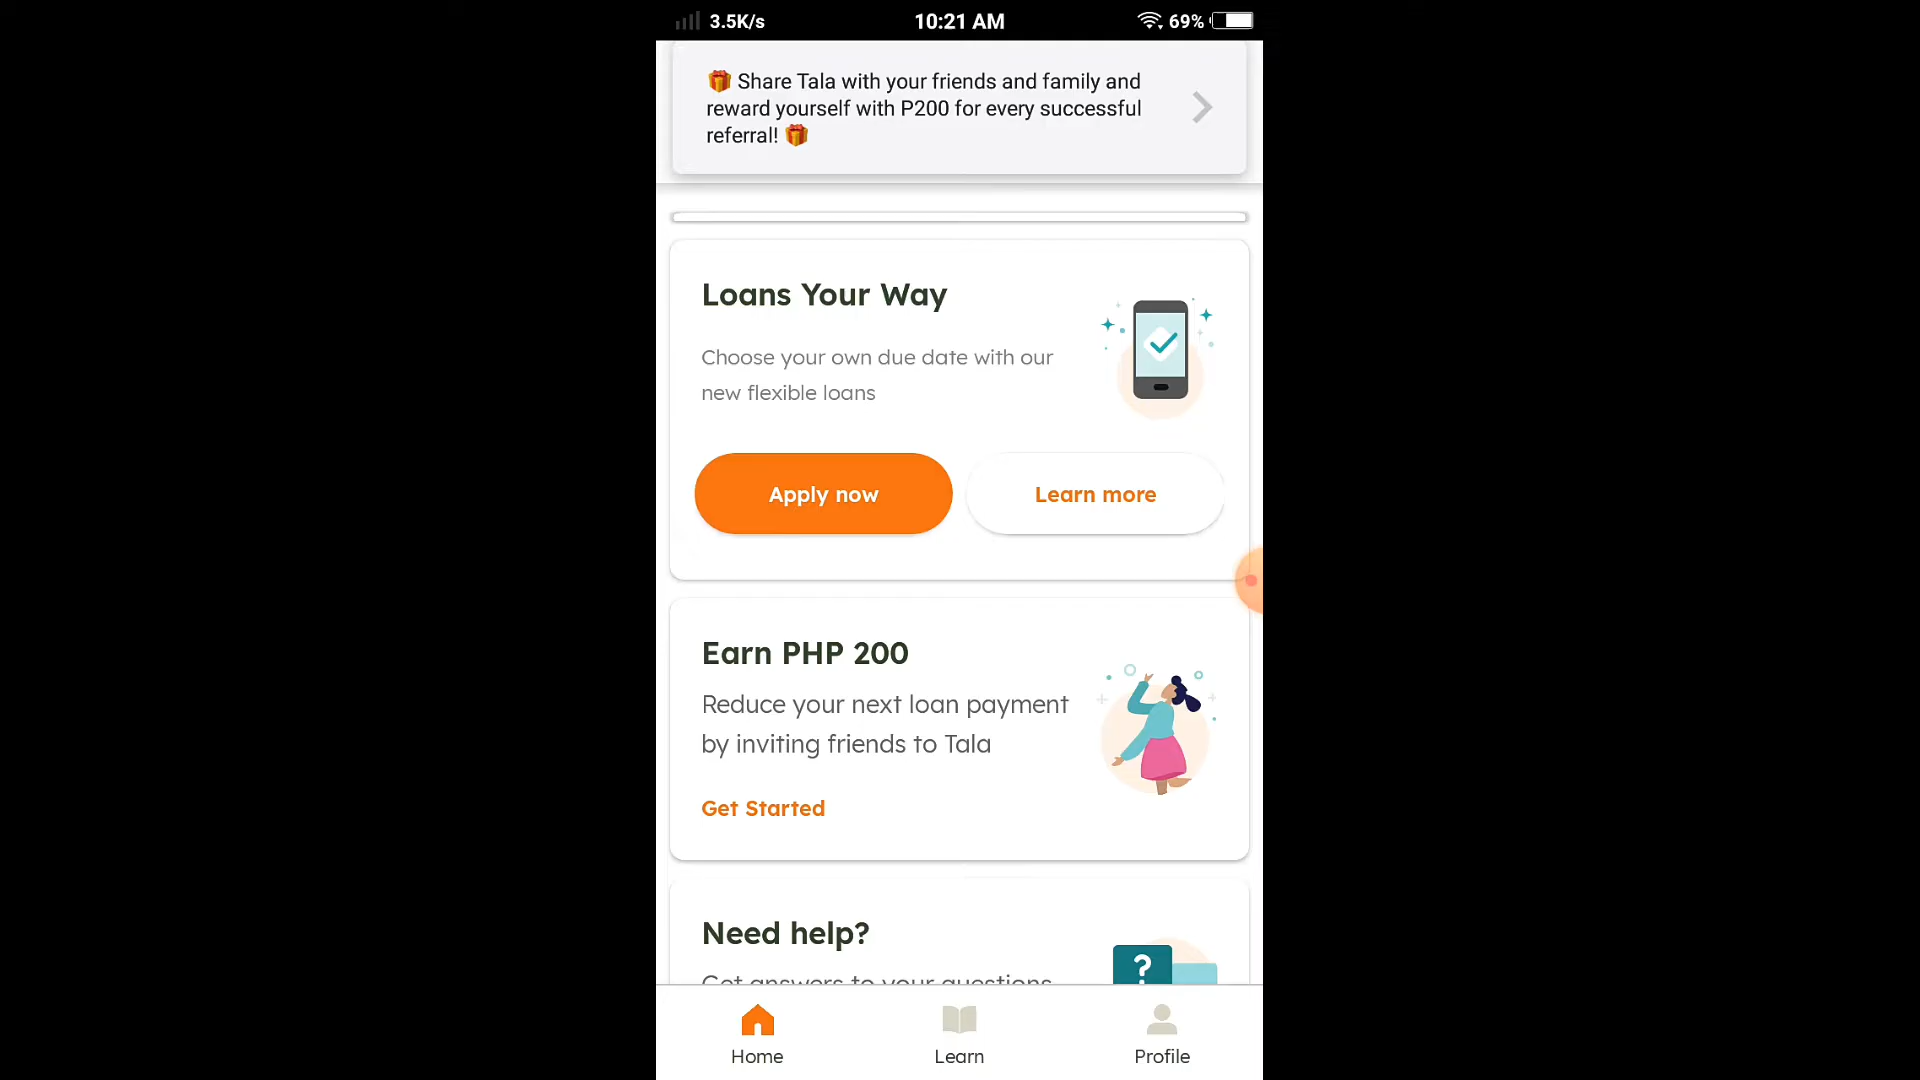 3.5K/s 10:21 AM 69%
🎁 Share Tala with your friends and family and
reward yourself with P200 for every successful
referral! 🎁
Loans Your Way
Choose your own due date with our
new flexible loans
Apply now Learn more
Earn PHP 200
Reduce your next loan payment
by inviting friends to Tala
Get Started
Need help?
Get answers to your questions
?
Home Learn Profile